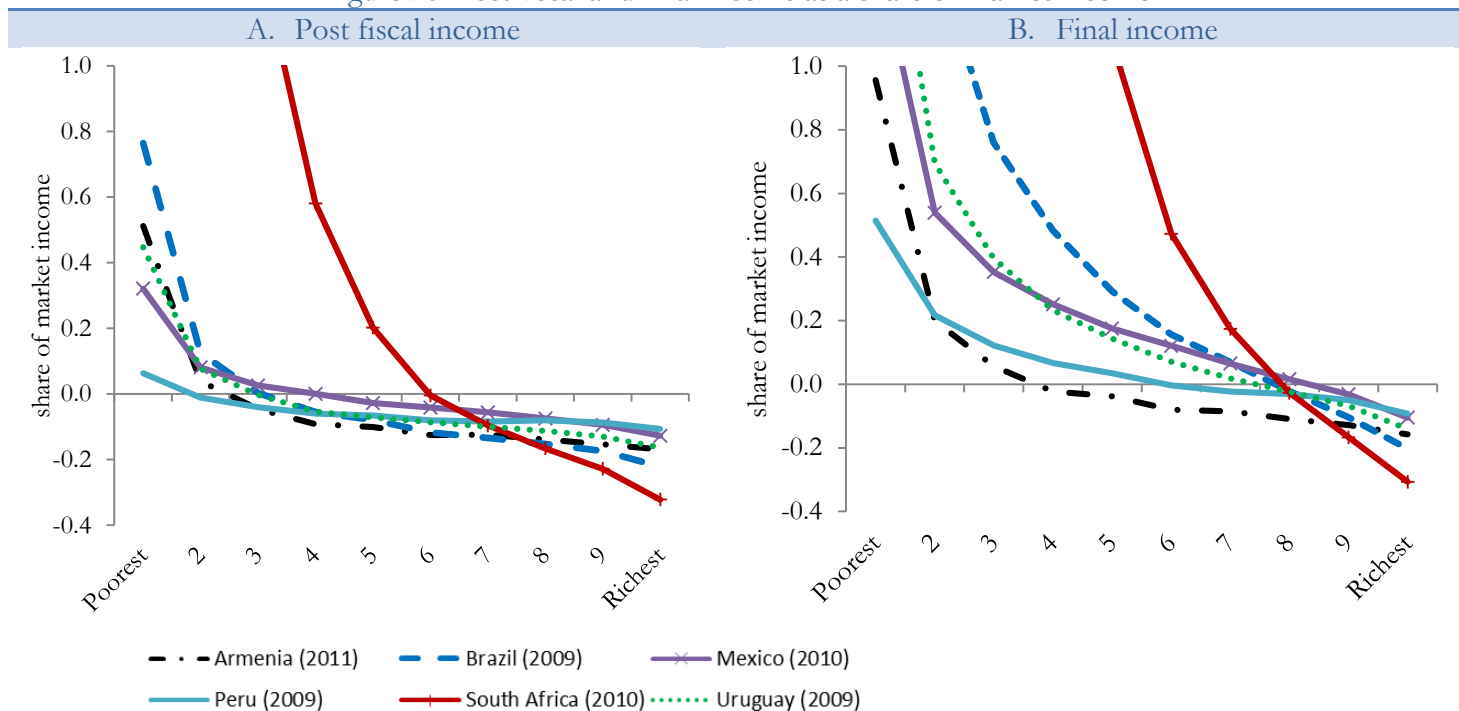 A. Post fiscal income
B. Final income
share of market income
1.0
0.8
0.6
0.4
0.2
0.0
-0.2
-0.4
Poorest 2 3 4 5 6 7 8 9 Richest
share of market income
1.0
0.8
0.6
0.4
0.2
0.0
-0.2
-0.4
Poorest 2 3 4 5 6 7 8 9 Richest
Armenia (2011) Brazil (2009) Mexico (2010)
Peru (2009) South Africa (2010) Uruguay (2009)